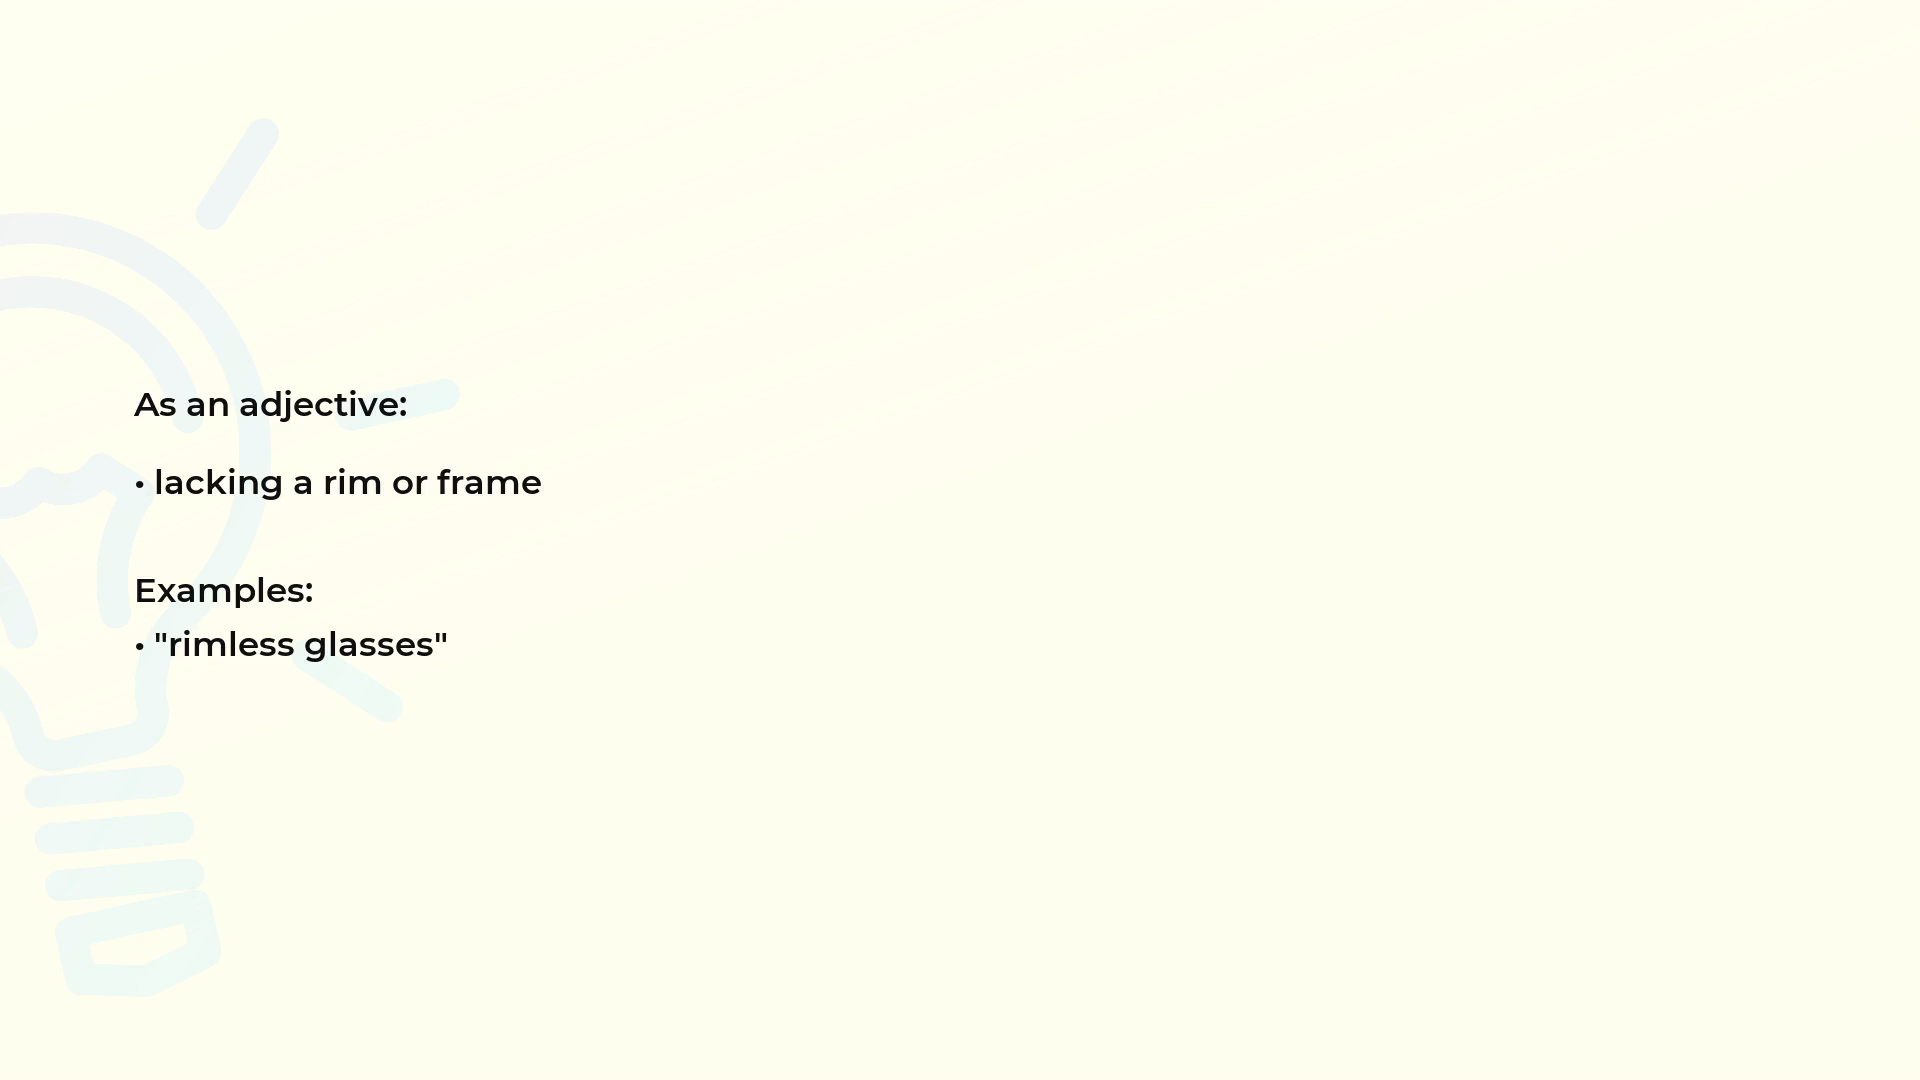 As an adjective:
• lacking a rim or frame
Examples:
• "rimless glasses"